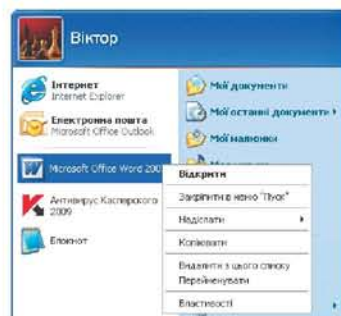 Віктор
Інтернет
Internet Explorer
Електронна пошта
Microsoft Office Outlook
Microsoft Office Word 200
Антивирус Касперского
2009
Блокнот
Мої документи
Мої останні документи
Мої малюнки
Відкрити
Закріпити в меню "Пуск"
Надіслати
Копіювати
Видалити з цього списку
Перейменувати
Властивості